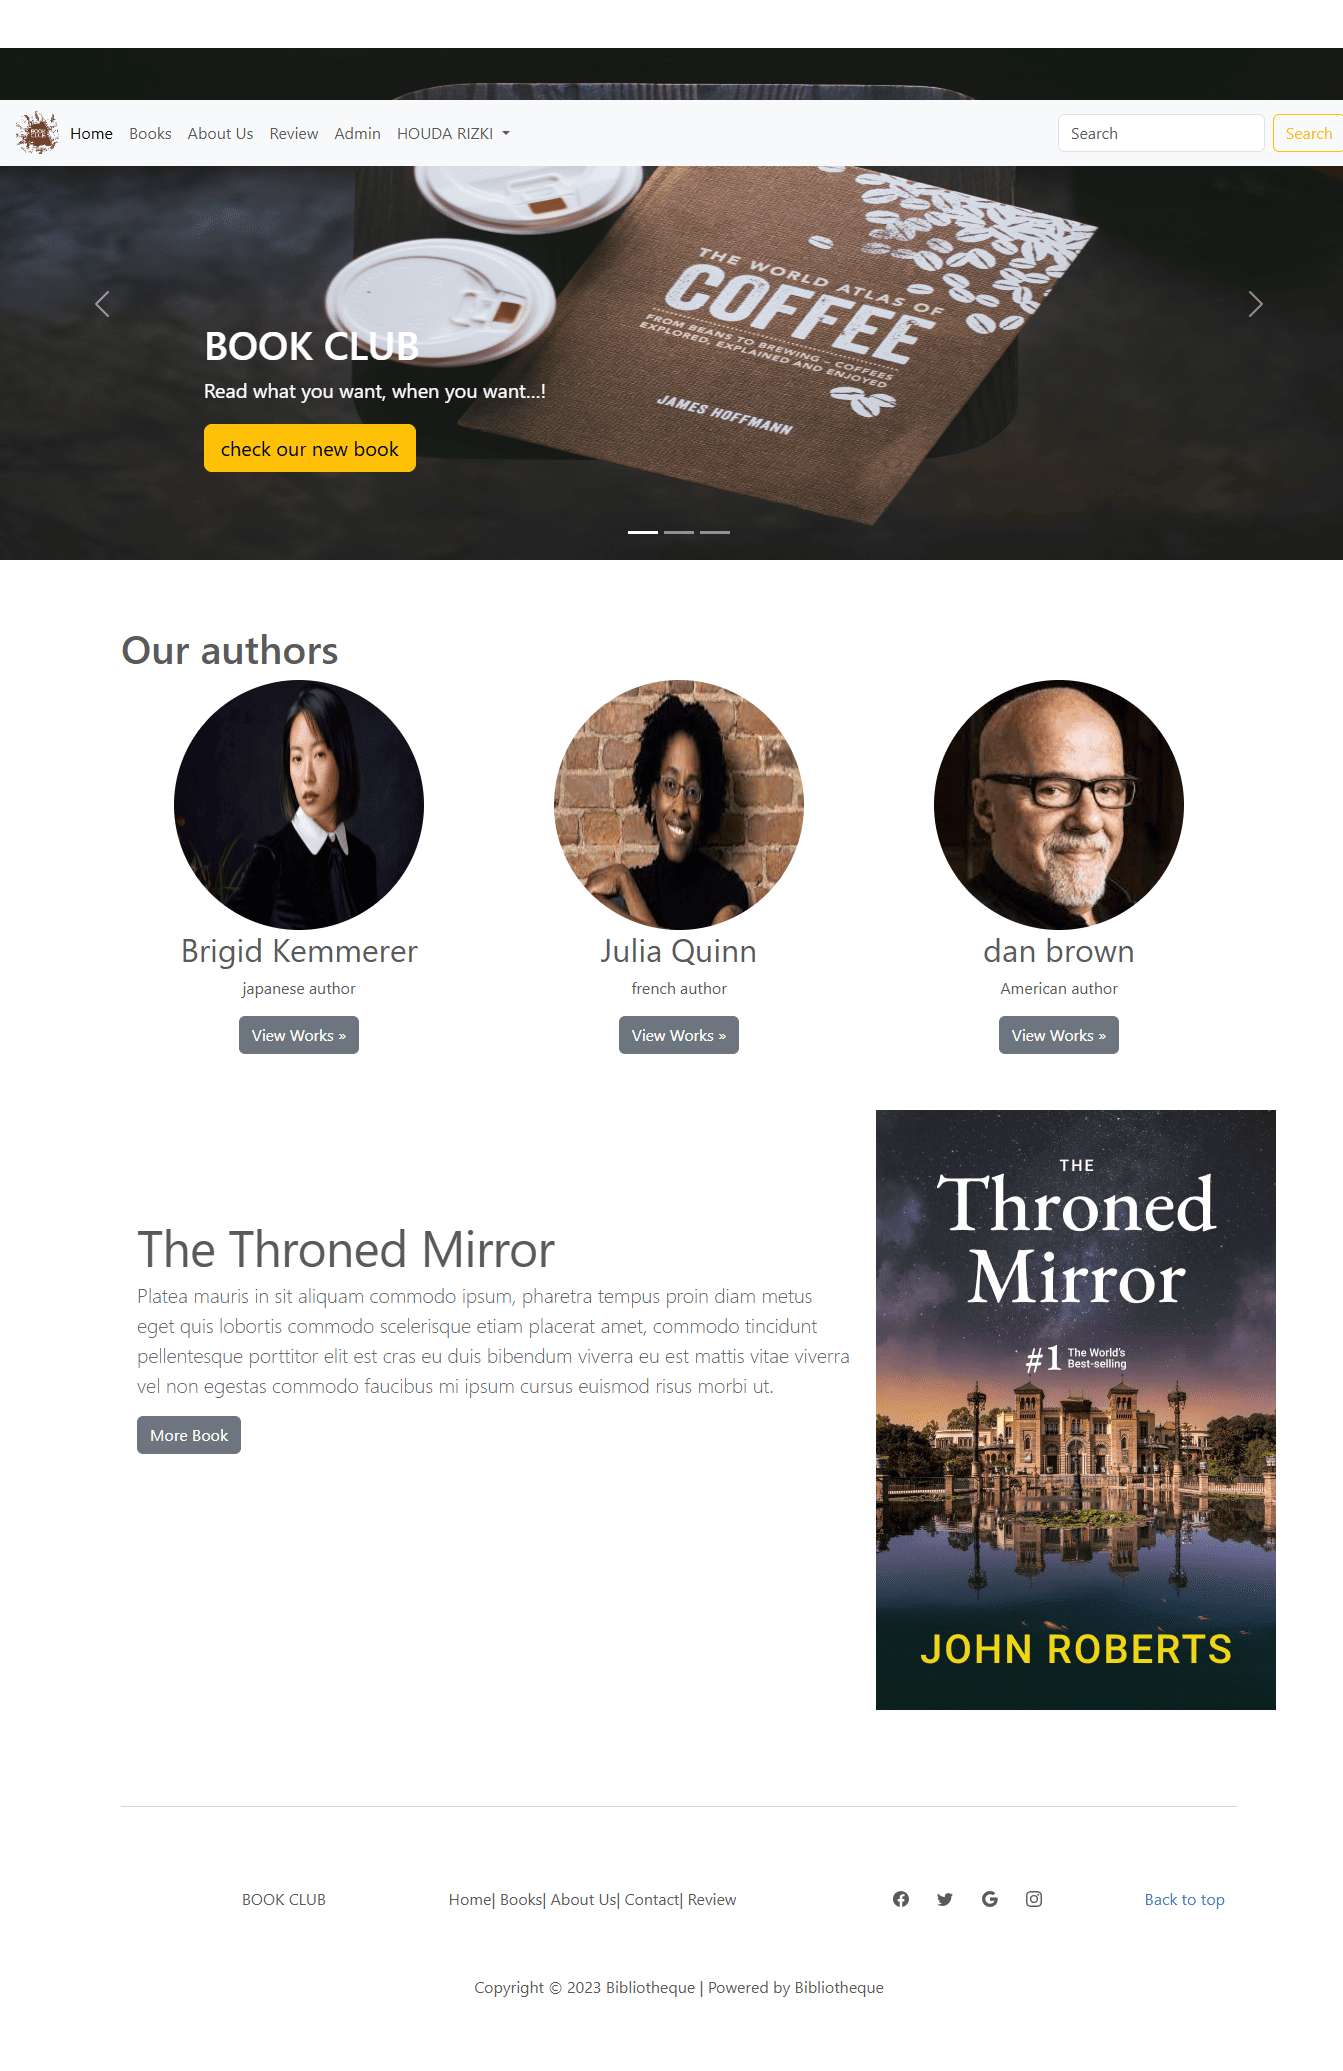 Home Books About Us Review Admin HOUDA RIZKI Search Search
THE WORLD ATLAS OF
COFFEE
FROM BEANS TO BREWING – COFFEES
EXPLORED, EXPLAINED AND ENJOYED
JAMES HOFFMANN
BOOK CLUB
Read what you want, when you want...!
check our new book
Our authors
Brigid Kemmerer
japanese author
View Works »
Julia Quinn
french author
View Works »
dan brown
American author
View Works »
The Throned Mirror
Platea mauris in sit aliquam commodo ipsum, pharetra tempus proin diam metus
eget quis lobortis commodo scelerisque etiam placerat amet, commodo tincidunt
pellentesque porttitor elit est cras eu duis bibendum viverra eu est mattis vitae viverra
vel non egestas commodo faucibus mi ipsum cursus euismod risus morbi ut.
More Book
THE
Throned
Mirror
#1 The World's
Best-selling
JOHN ROBERTS
BOOK CLUB
Home| Books| About Us| Contact| Review
Back to top
Copyright © 2023 Bibliotheque | Powered by Bibliotheque